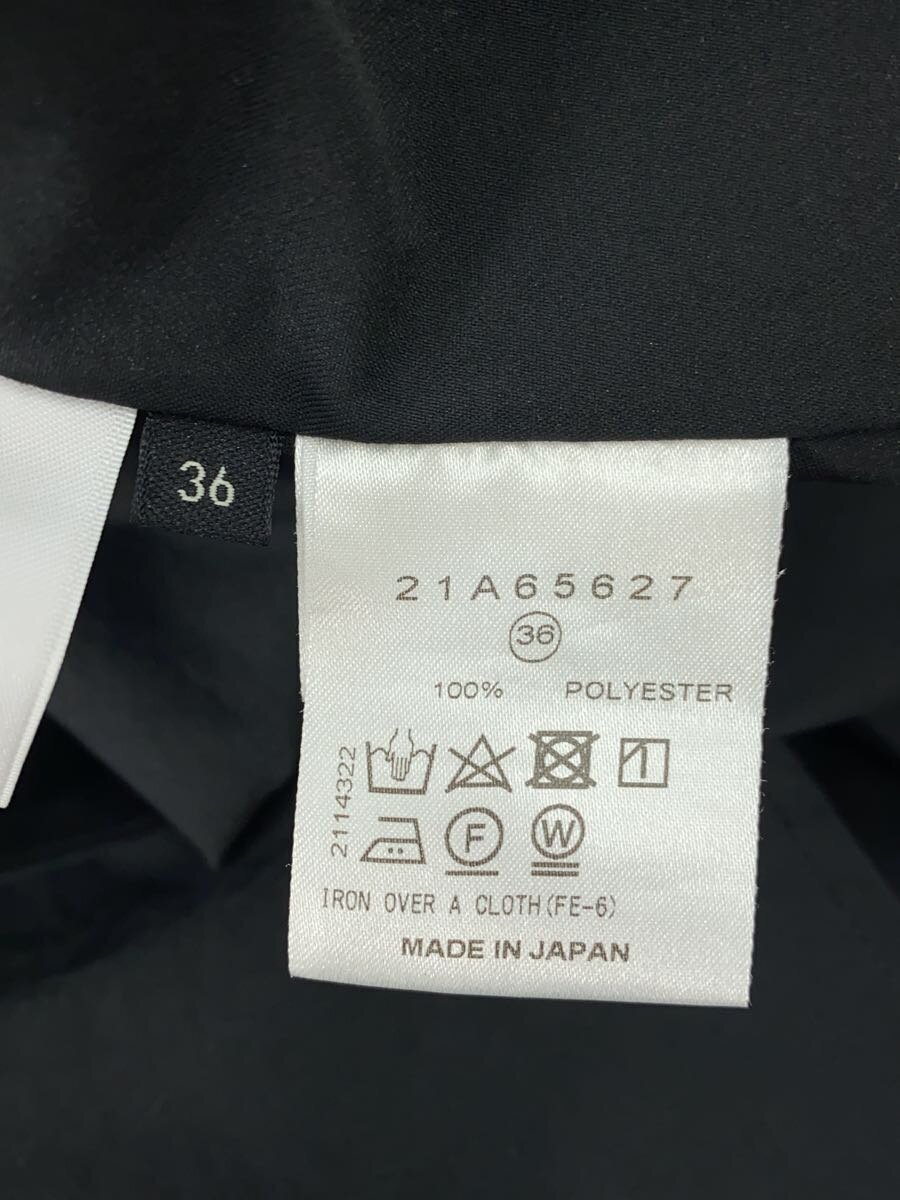 36
21A65627
36
100% POLYESTER
2114322
F W
IRON OVER A CLOTH(FE-6)
MADE IN JAPAN